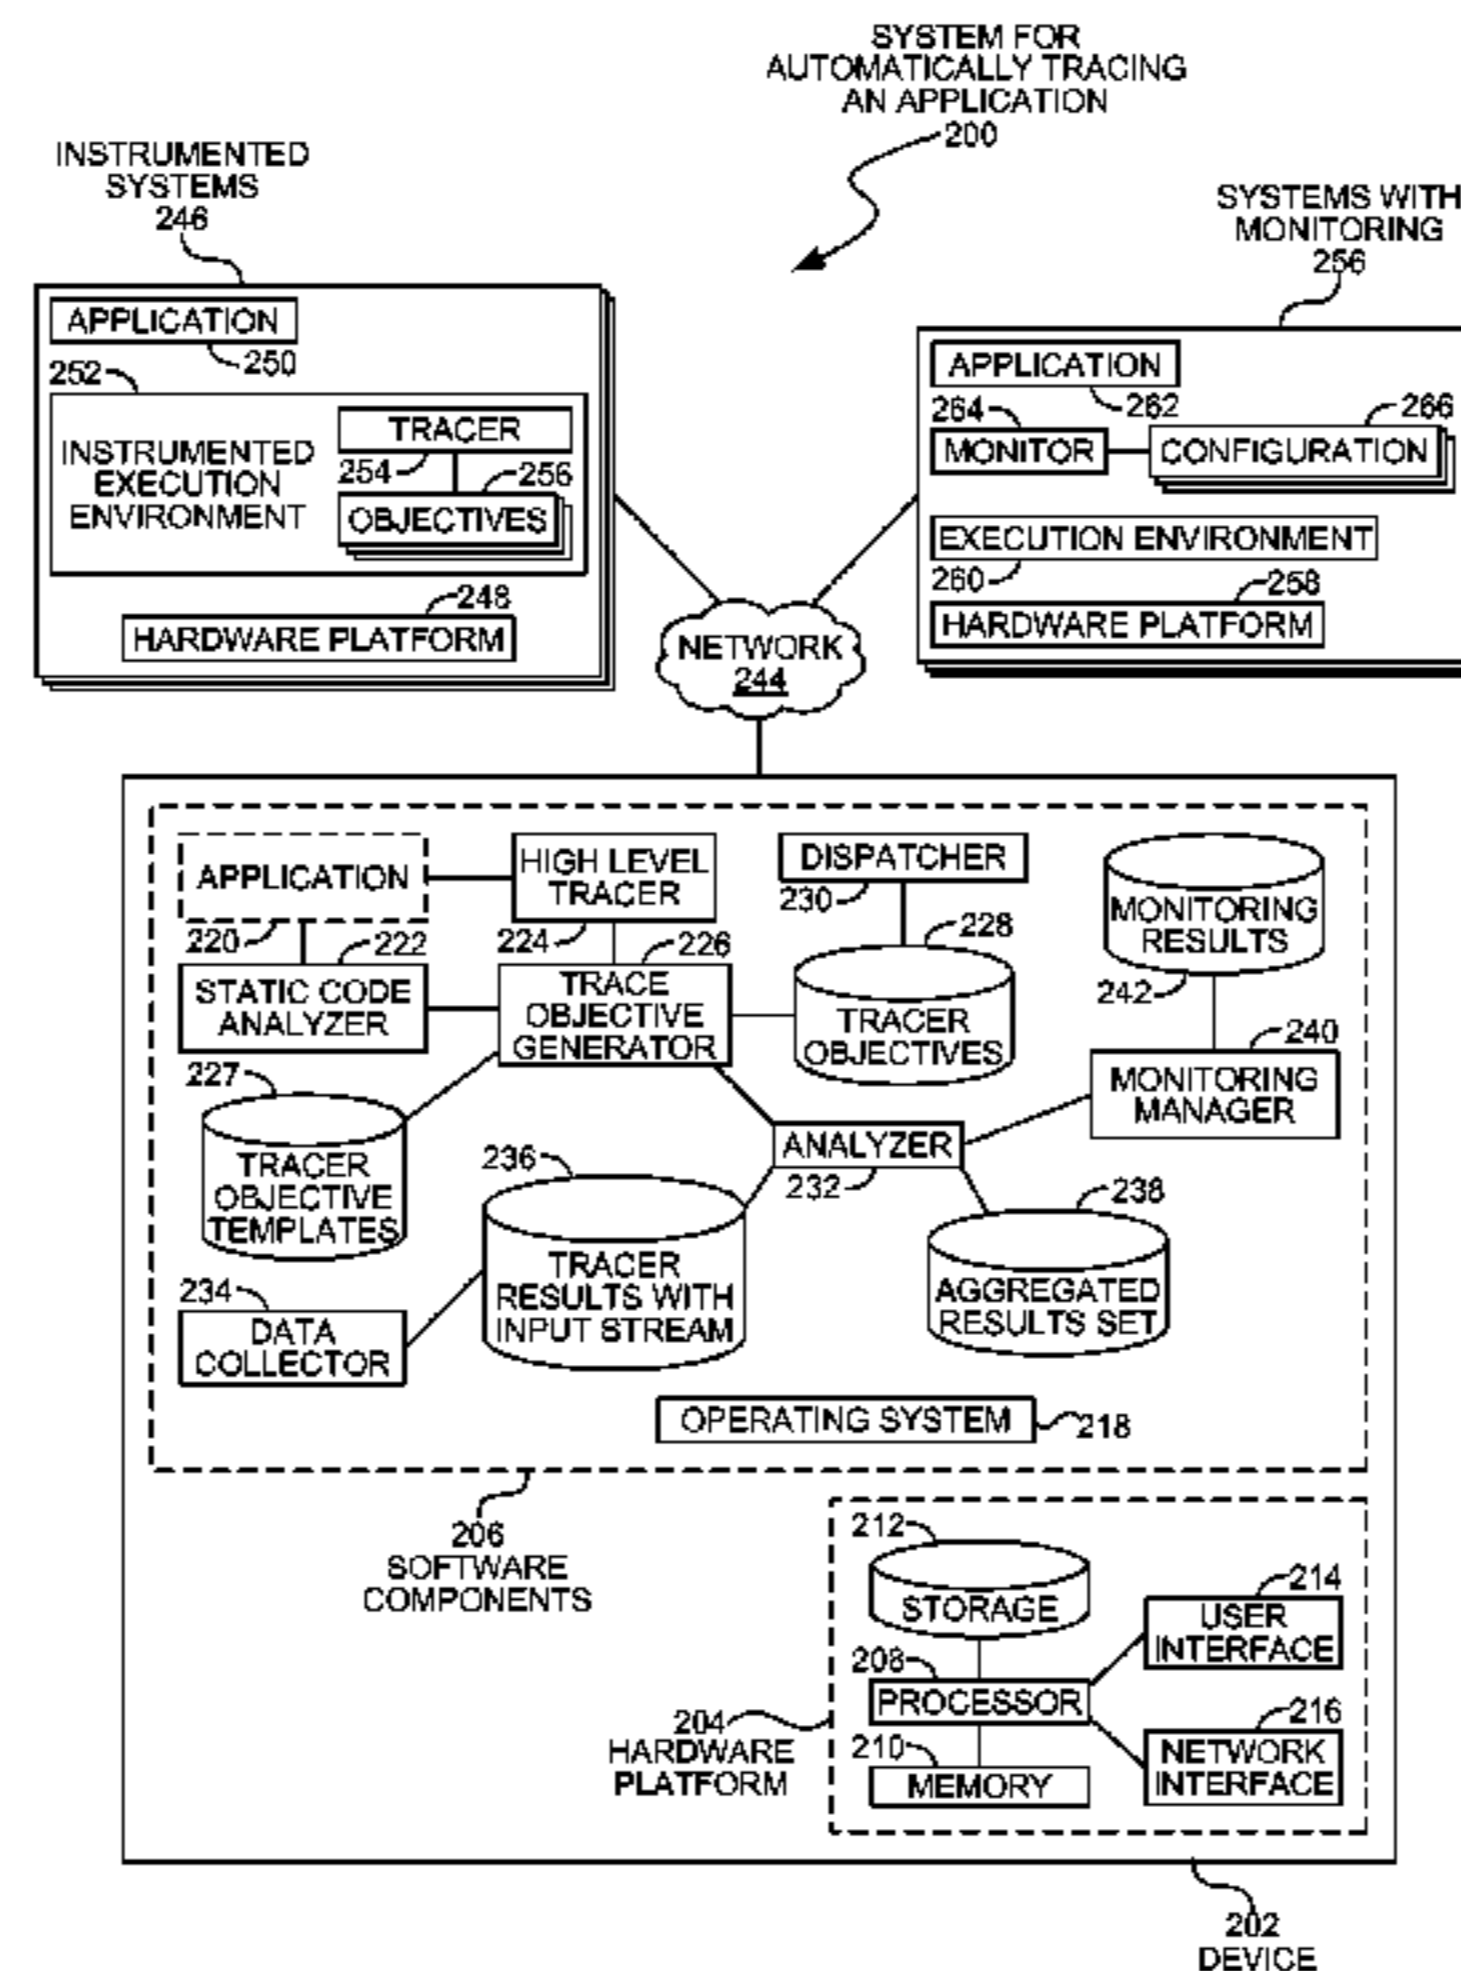 SYSTEM FOR
AUTOMATICALLY TRACING
AN APPLICATION
200
INSTRUMENTED
SYSTEMS
246
SYSTEMS WITH
MONITORING
256
APPLICATION
250
252
INSTRUMENTED
EXECUTION
ENVIRONMENT
TRACER
254
256
OBJECTIVES
248
HARDWARE PLATFORM
APPLICATION
262
264
266
MONITOR
CONFIGURATION
EXECUTION ENVIRONMENT
260
258
HARDWARE PLATFORM
NETWORK
244
APPLICATION
220
HIGH LEVEL
TRACER
224
DISPATCHER
230
MONITORING
RESULTS
242
222
STATIC CODE
ANALYZER
226
TRACE
OBJECTIVE
GENERATOR
228
TRACER
OBJECTIVES
240
MONITORING
MANAGER
227
TRACER
OBJECTIVE
TEMPLATES
ANALYZER
232
236
TRACER
RESULTS WITH
INPUT STREAM
238
AGGREGATED
RESULTS SET
234
DATA
COLLECTOR
OPERATING SYSTEM
218
206
SOFTWARE
COMPONENTS
212
STORAGE
214
USER
INTERFACE
208
PROCESSOR
204
HARDWARE
PLATFORM
210
MEMORY
216
NETWORK
INTERFACE
202
DEVICE